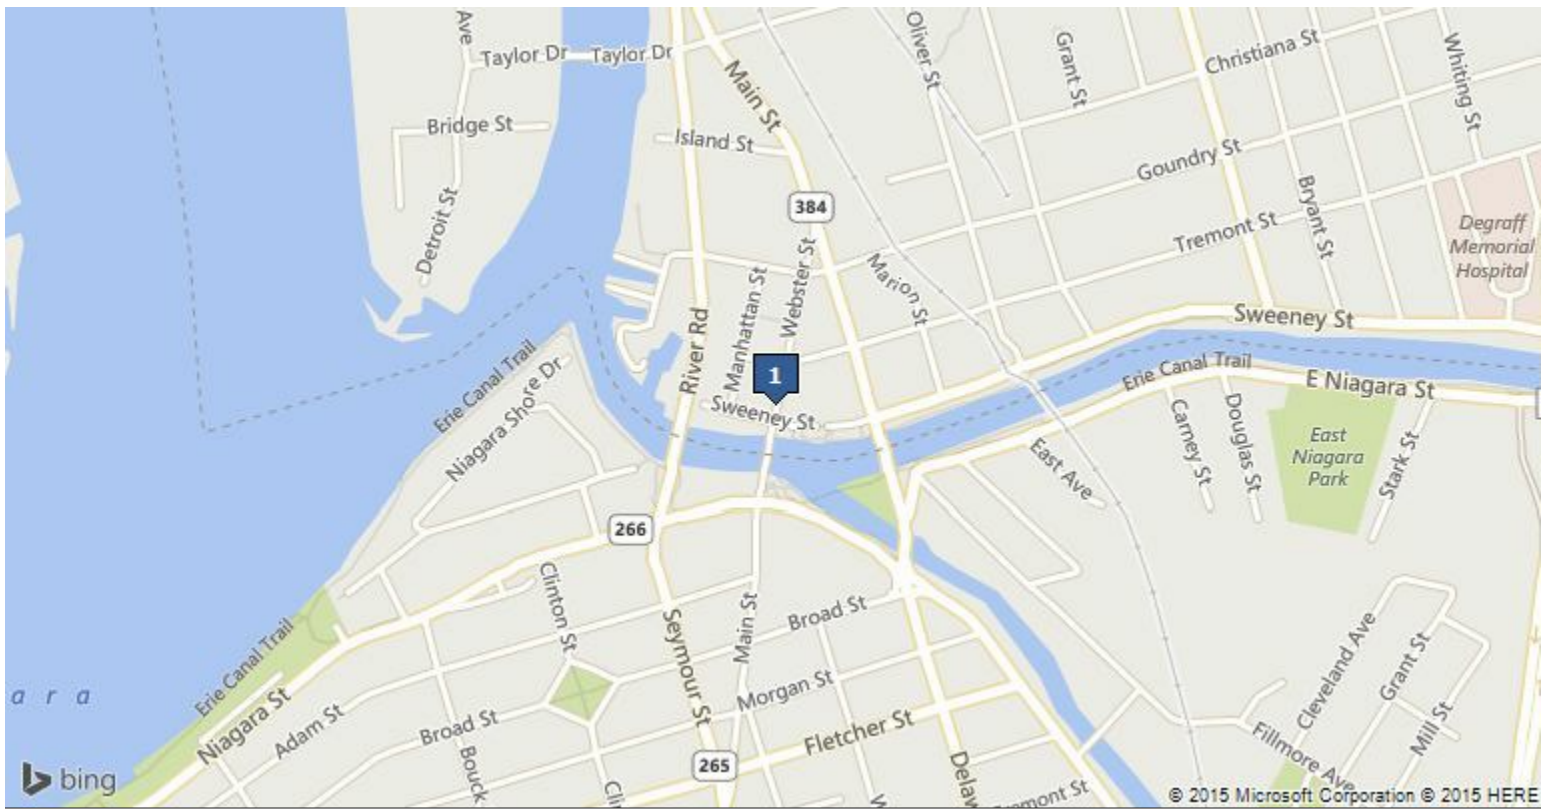 Ave
Taylor Dr
Taylor Dr
Main St
Oliver St
Grant St
Christiana St
Whiting St
Bridge St
Island St
Goundry St
Detroit St
384
Bryant St
Tremont St
Degraff
Memorial
Hospital
Manhattan St
Webster St
Marion St
River Rd
Sweeney St
Erie Canal Trail
Niagara Shore Dr
1
Sweeney St
Erie Canal Trail
E Niagara St
Carney St
Douglas St
East
Niagara
Park
Stark St
East Ave
266
Clinton St
Seymour St
Main St
Broad St
Erie Canal Trail
Cleveland Ave
Grant St
Mill St
ara
Niagara St
Adam St
Broad St
Morgan St
Fletcher St
Fillmore Ave
Bouck
265
Clin
W
Delaw
remont St
bing
© 2015 Microsoft Corporation © 2015 HERE